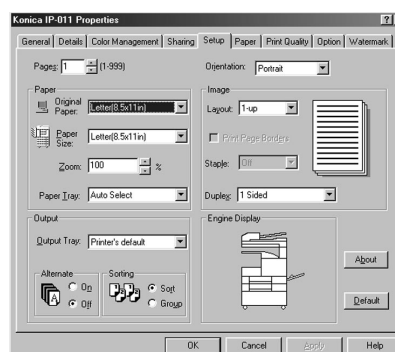 Konica IP-011 Properties
General Details Color Management Sharing Setup Paper Print Quality Option Watermark
Pages: 1 (1-999)
Orientation: Portrait
Paper
Original Paper: Letter(8.5x11in)
Paper Size: Letter(8.5x11in)
Zoom: 100 %
Paper Tray: Auto Select
Image
Layout: 1-up
Print Page Borders
Staple: Off
Duplex: 1 Sided
Output
Output Tray: Printer's default
Alternate
On
Off
Sorting
Sort
Group
Engine Display
About
Default
OK Cancel Apply Help